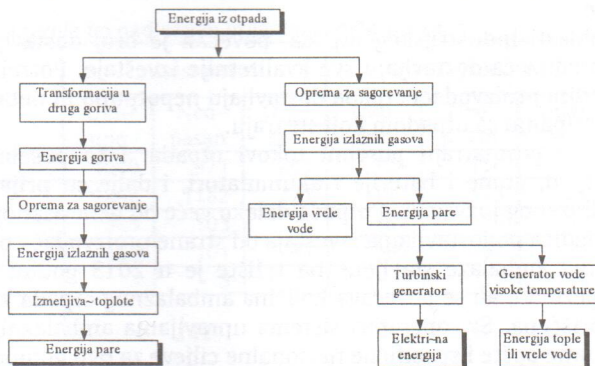 Energija iz otpada
Transformacija u
druga goriva
Energija goriva
Oprema za sagorevanje
Energija izlaznih gasova
Izmenjiva~ toplote
Energija pare
Oprema za sagorevanje
Energija izlaznih gasova
Energija vrele
vode
Energija pare
Turbinski
generator
Elektri~na
energija
Generator vode
visoke temperature
Energija tople
ili vrele vode